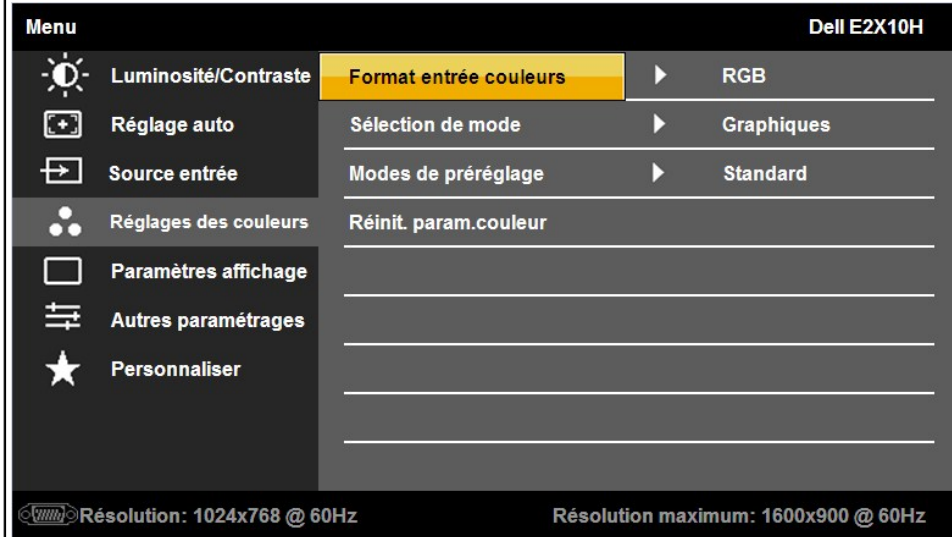 Menu Dell E2X10H
Luminosité/Contraste Format entrée couleurs RGB
Réglage auto Sélection de mode Graphiques
Source entrée Modes de préréglage Standard
Réglages des couleurs Réinit. param.couleur
Paramètres affichage
Autres paramétrages
Personnaliser
Résolution: 1024x768 @ 60Hz Résolution maximum: 1600x900 @ 60Hz